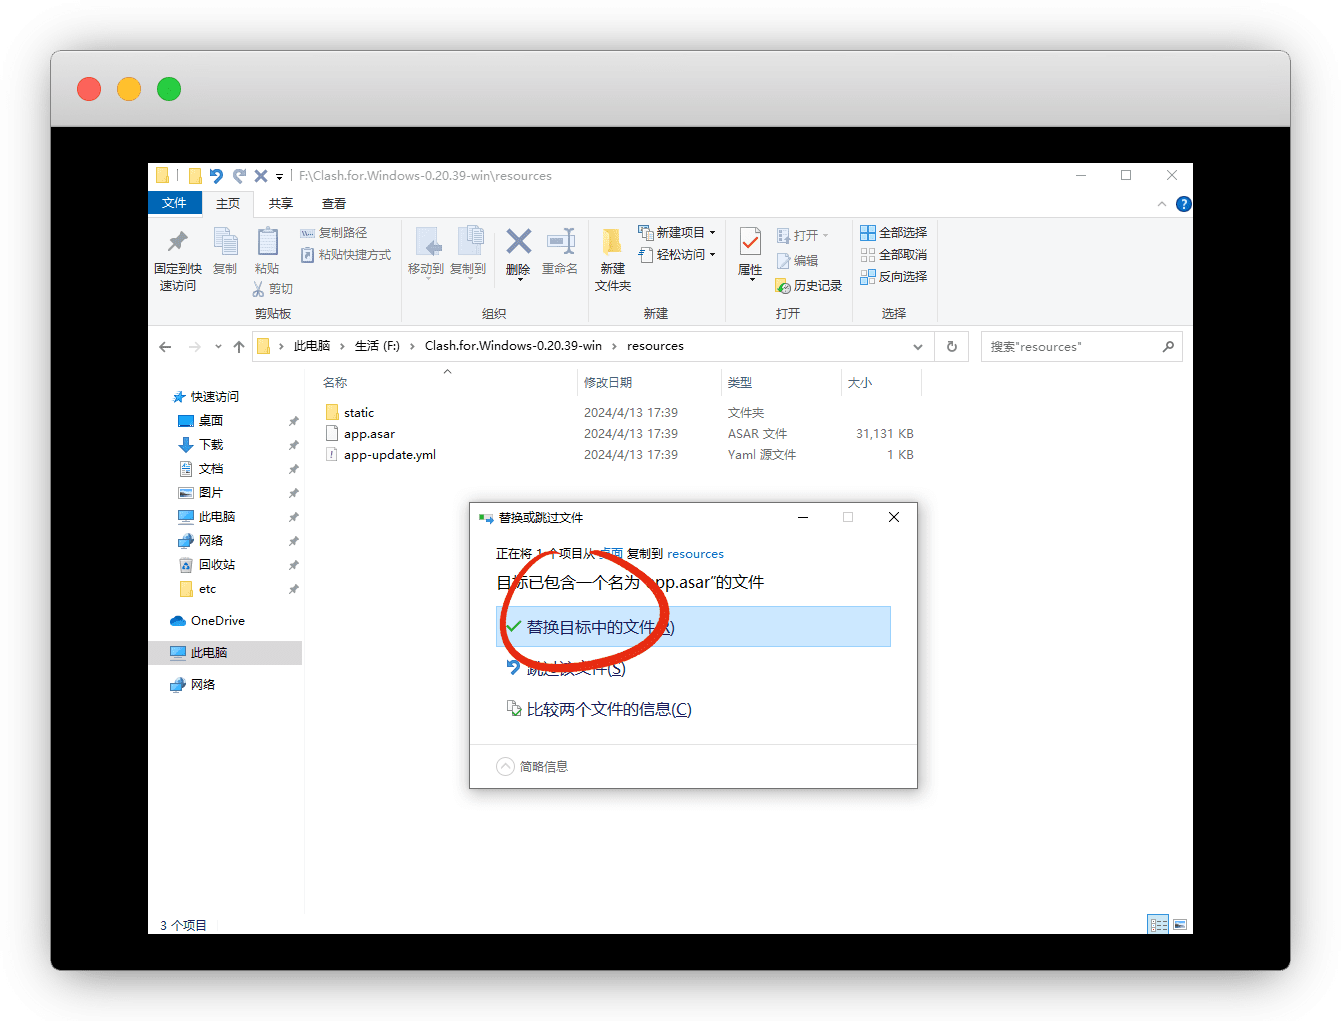 F:\Clash.for.Windows-0.20.39-win\resources
文件 主页 共享 查看
固定到快速访问
复制
粘贴
复制路径
粘贴快捷方式
剪切
剪贴板
移动到
复制到
删除
重命名
组织
新建文件夹
新建项目
轻松访问
新建
属性
打开
编辑
历史记录
打开
全部选择
全部取消
反向选择
选择
此电脑 生活 (F:) Clash.for.Windows-0.20.39-win resources
搜索"resources"
名称 修改日期 类型 大小
static 2024/4/13 17:39 文件夹
app.asar 2024/4/13 17:39 ASAR 文件 31,131 KB
app-update.yml 2024/4/13 17:39 Yaml 源文件 1 KB
快速访问
桌面
下载
文档
图片
此电脑
网络
回收站
etc
OneDrive
此电脑
网络
替换或跳过文件
正在将 1 个项目从 桌面 复制到 resources
目标已包含一个名为"app.asar"的文件
替换目标中的文件(R)
跳过该文件(S)
比较两个文件的信息(C)
简略信息
3 个项目